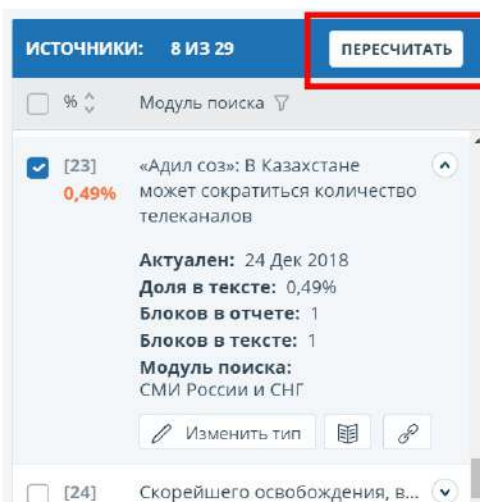 ИСТОЧНИКИ: 8 ИЗ 29 ПЕРЕСЧИТАТЬ
% Модуль поиска
[23] «Адил соз»: В Казахстане
0,49% может сократиться количество
телеканалов
Актуален: 24 Дек 2018
Доля в тексте: 0,49%
Блоков в отчете: 1
Блоков в тексте: 1
Модуль поиска:
СМИ России и СНГ
Изменить тип
[24] Скорейшего освобождения, в...